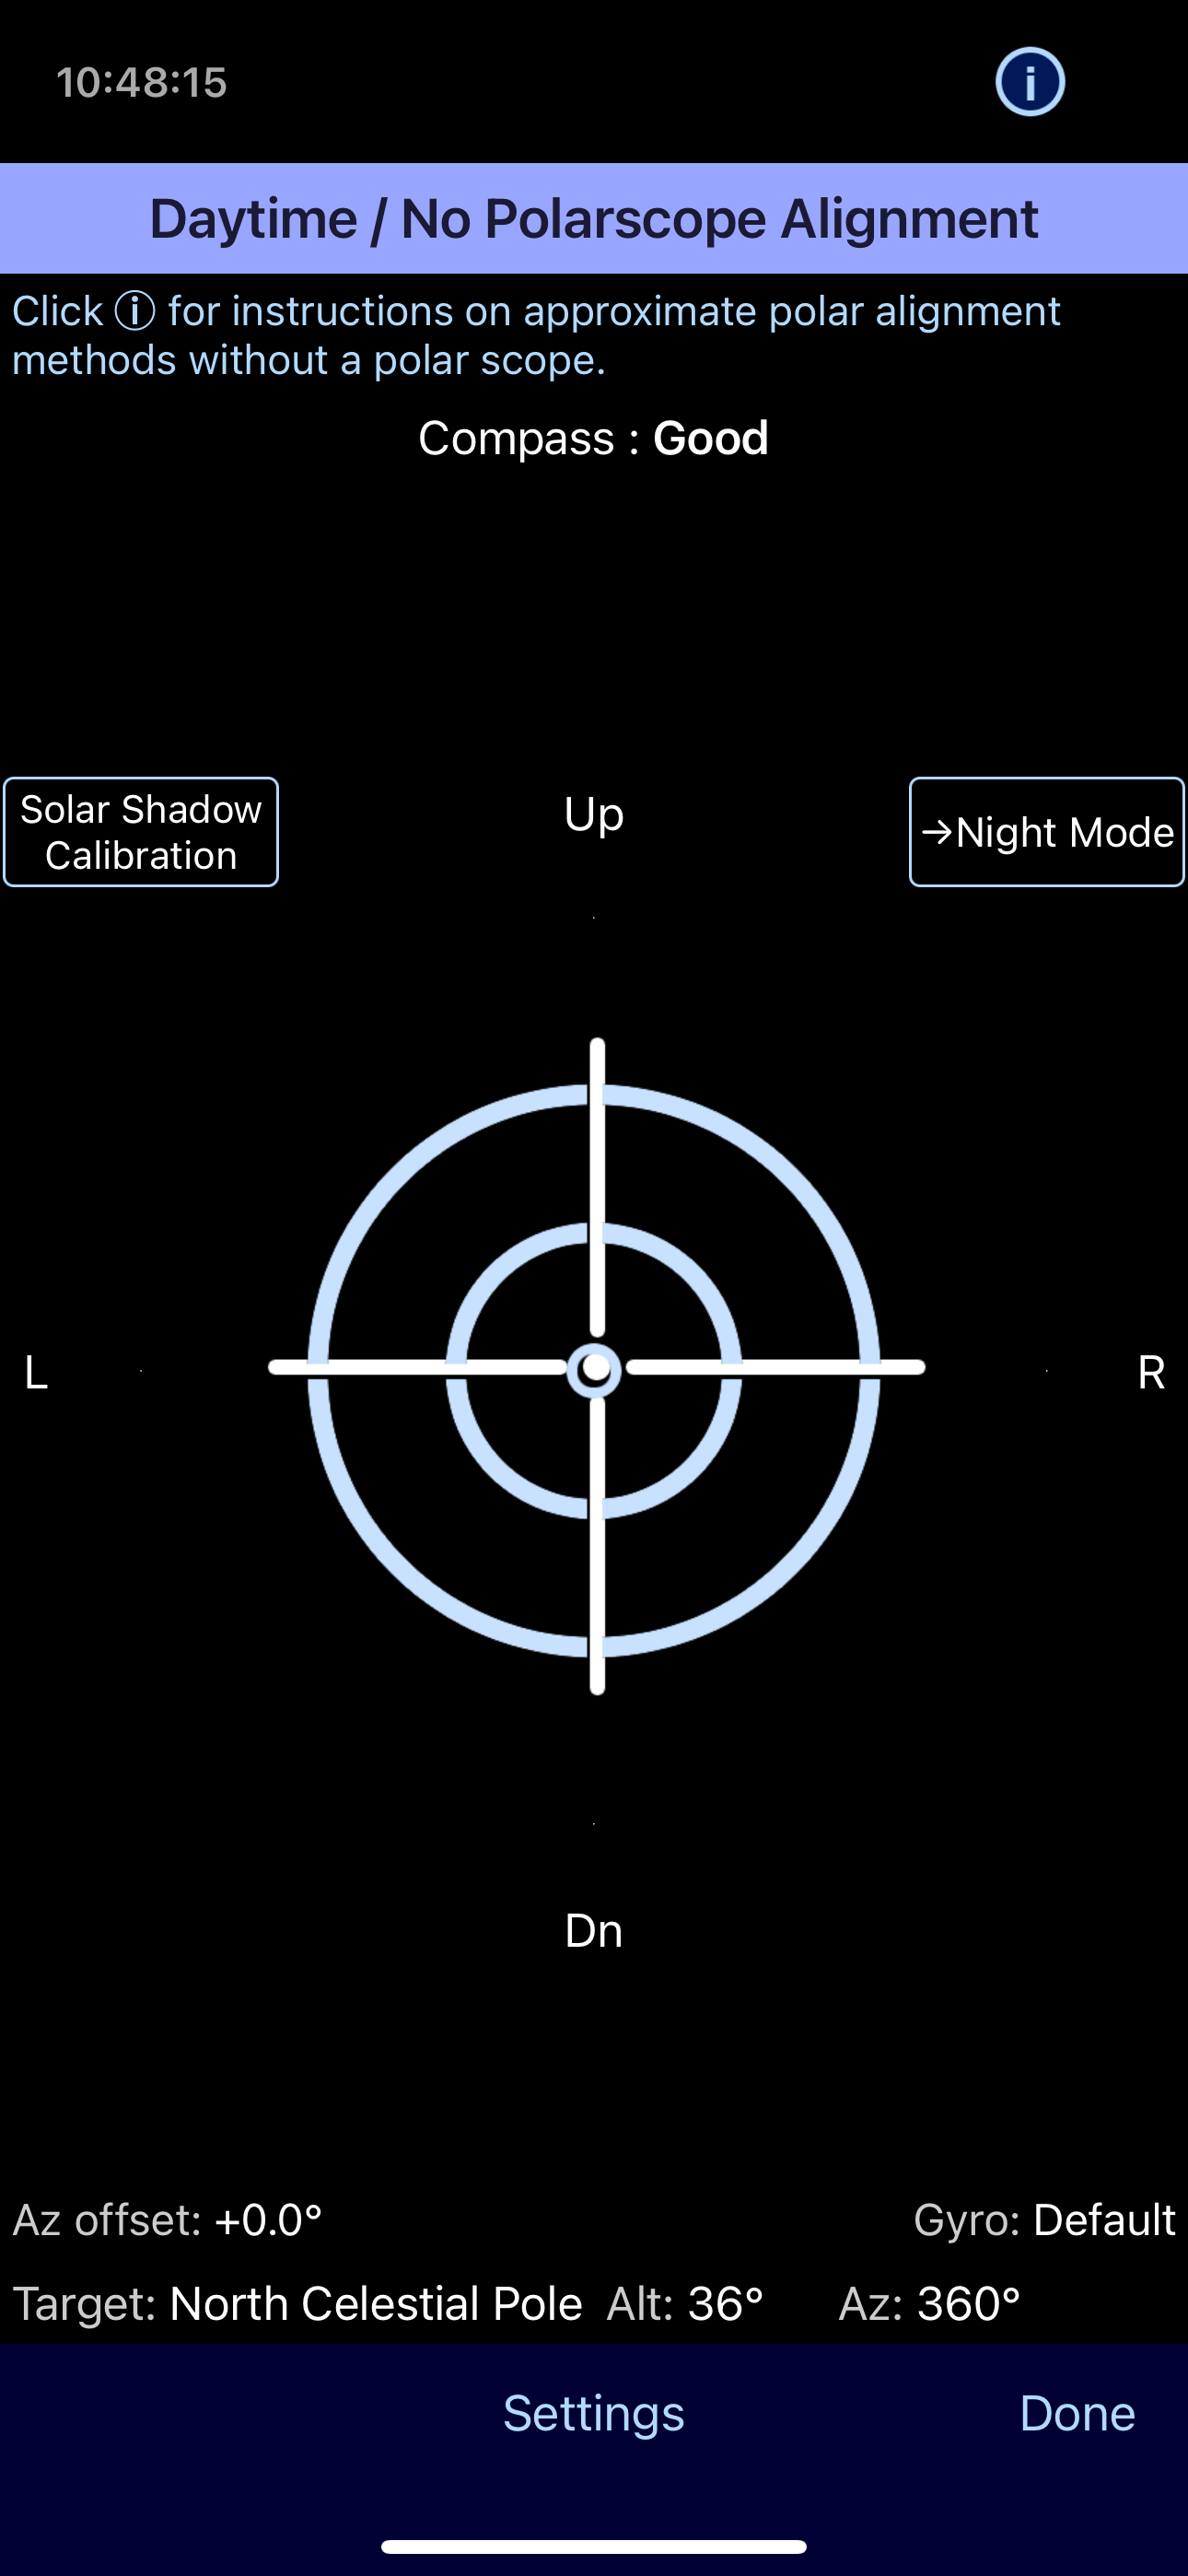 10:48:15
i
Daytime / No Polarscope Alignment
Click ⓘ for instructions on approximate polar alignment
methods without a polar scope.
Compass : Good
Solar Shadow
Calibration
Up
→Night Mode
L
R
Dn
Az offset: +0.0°
Gyro: Default
Target: North Celestial Pole Alt: 36° Az: 360°
Settings
Done